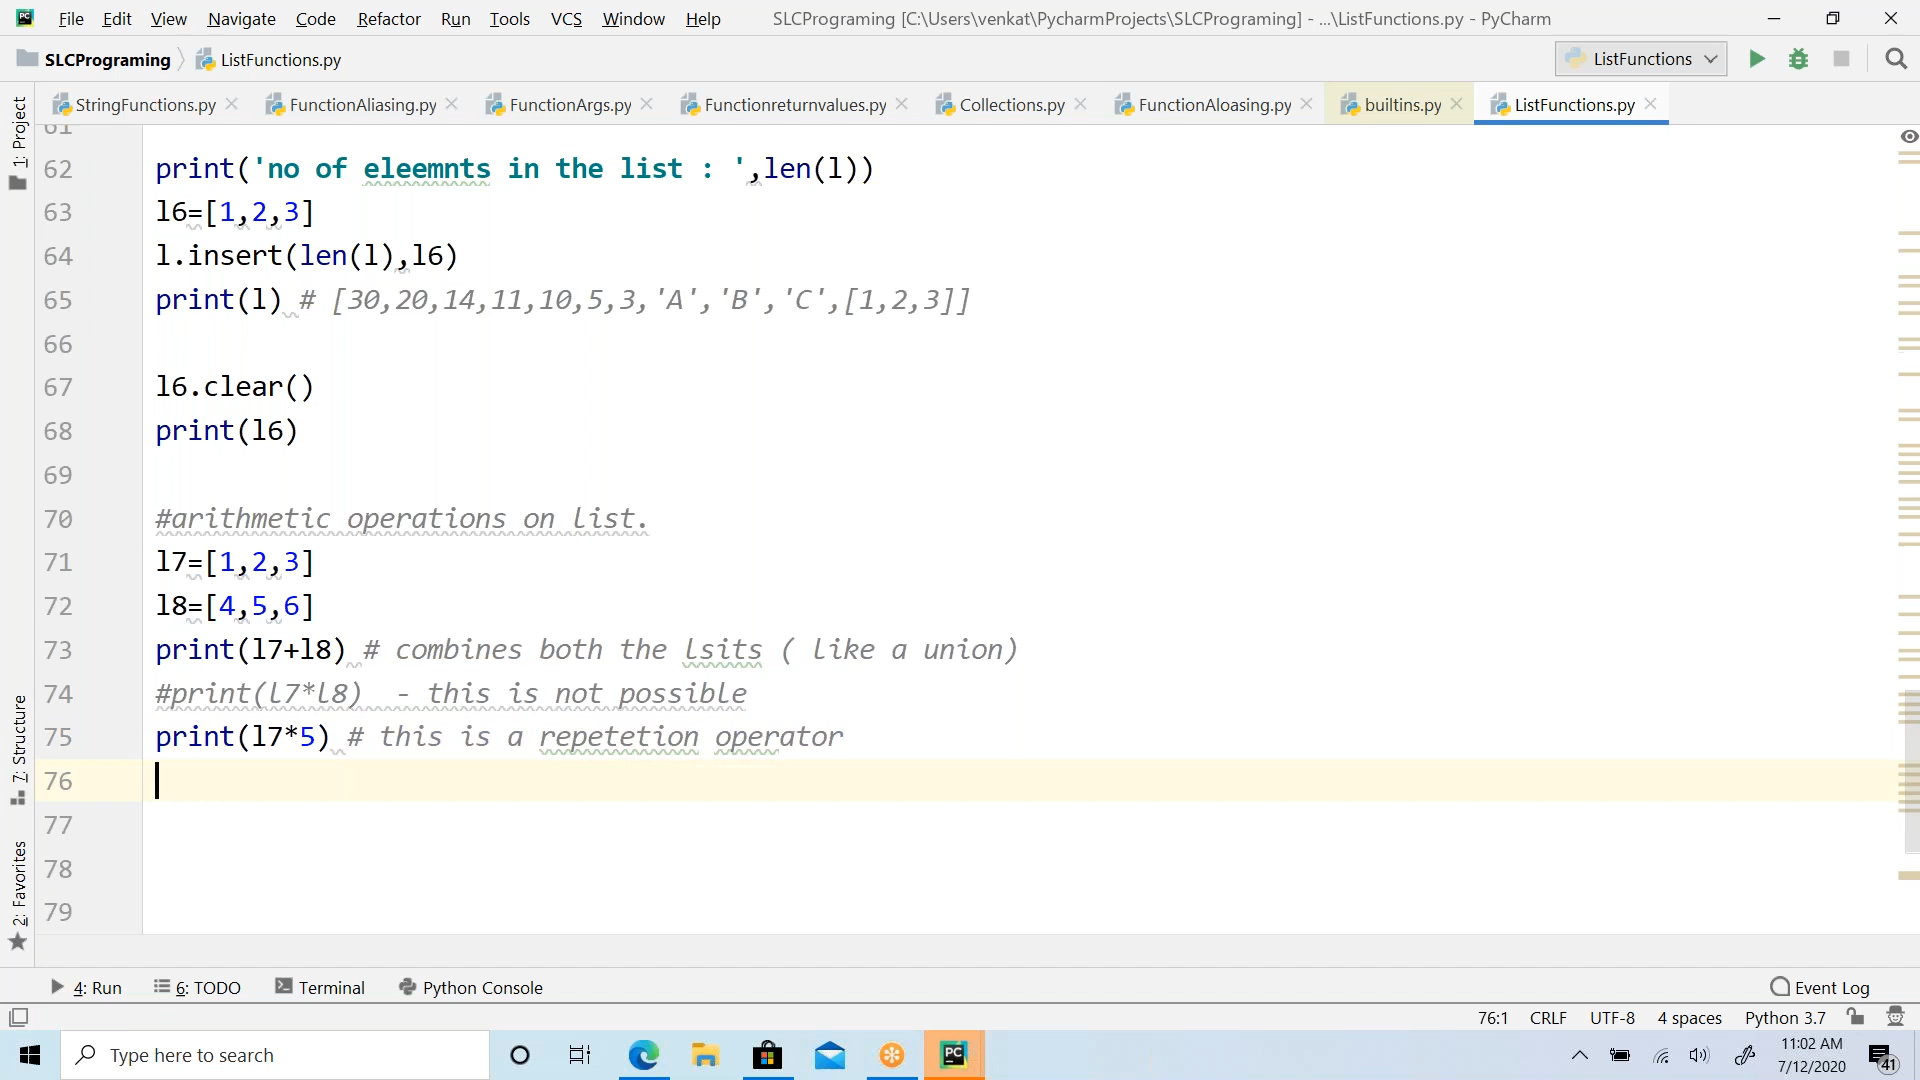 File Edit View Navigate Code Refactor Run Tools VCS Window Help SLCPrograming [C:\Users\venkat\PycharmProjects\SLCPrograming] - ...\ListFunctions.py - PyCharm
SLCPrograming ListFunctions.py ListFunctions
StringFunctions.py FunctionAliasing.py FunctionArgs.py Functionreturnvalues.py Collections.py FunctionAloasing.py builtins.py ListFunctions.py
1: Project
7: Structure
2: Favorites
61
62 print('no of eleemnts in the list : ',len(l))
63 l6=[1,2,3]
64 l.insert(len(l),l6)
65 print(l) # [30,20,14,11,10,5,3,'A','B','C',[1,2,3]]
66
67 l6.clear()
68 print(l6)
69
70 #arithmetic operations on list.
71 l7=[1,2,3]
72 l8=[4,5,6]
73 print(l7+l8) # combines both the lsits ( like a union)
74 #print(l7*l8)  - this is not possible
75 print(l7*5) # this is a repetetion operator
76
77
78
79
4: Run 6: TODO Terminal Python Console Event Log
76:1 CRLF UTF-8 4 spaces Python 3.7
Type here to search
PC
11:02 AM
7/12/2020
41